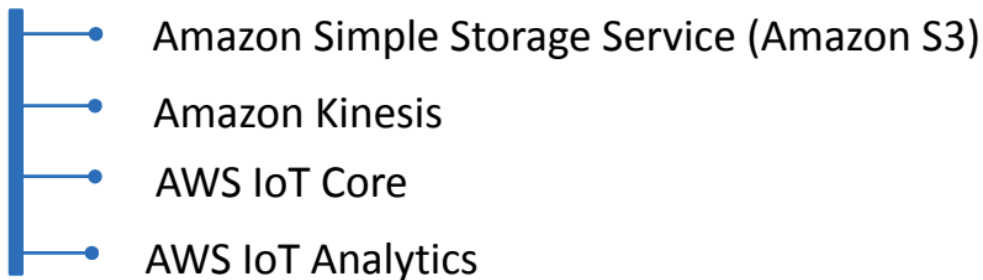 Amazon Simple Storage Service (Amazon S3)
Amazon Kinesis
AWS IoT Core
AWS IoT Analytics